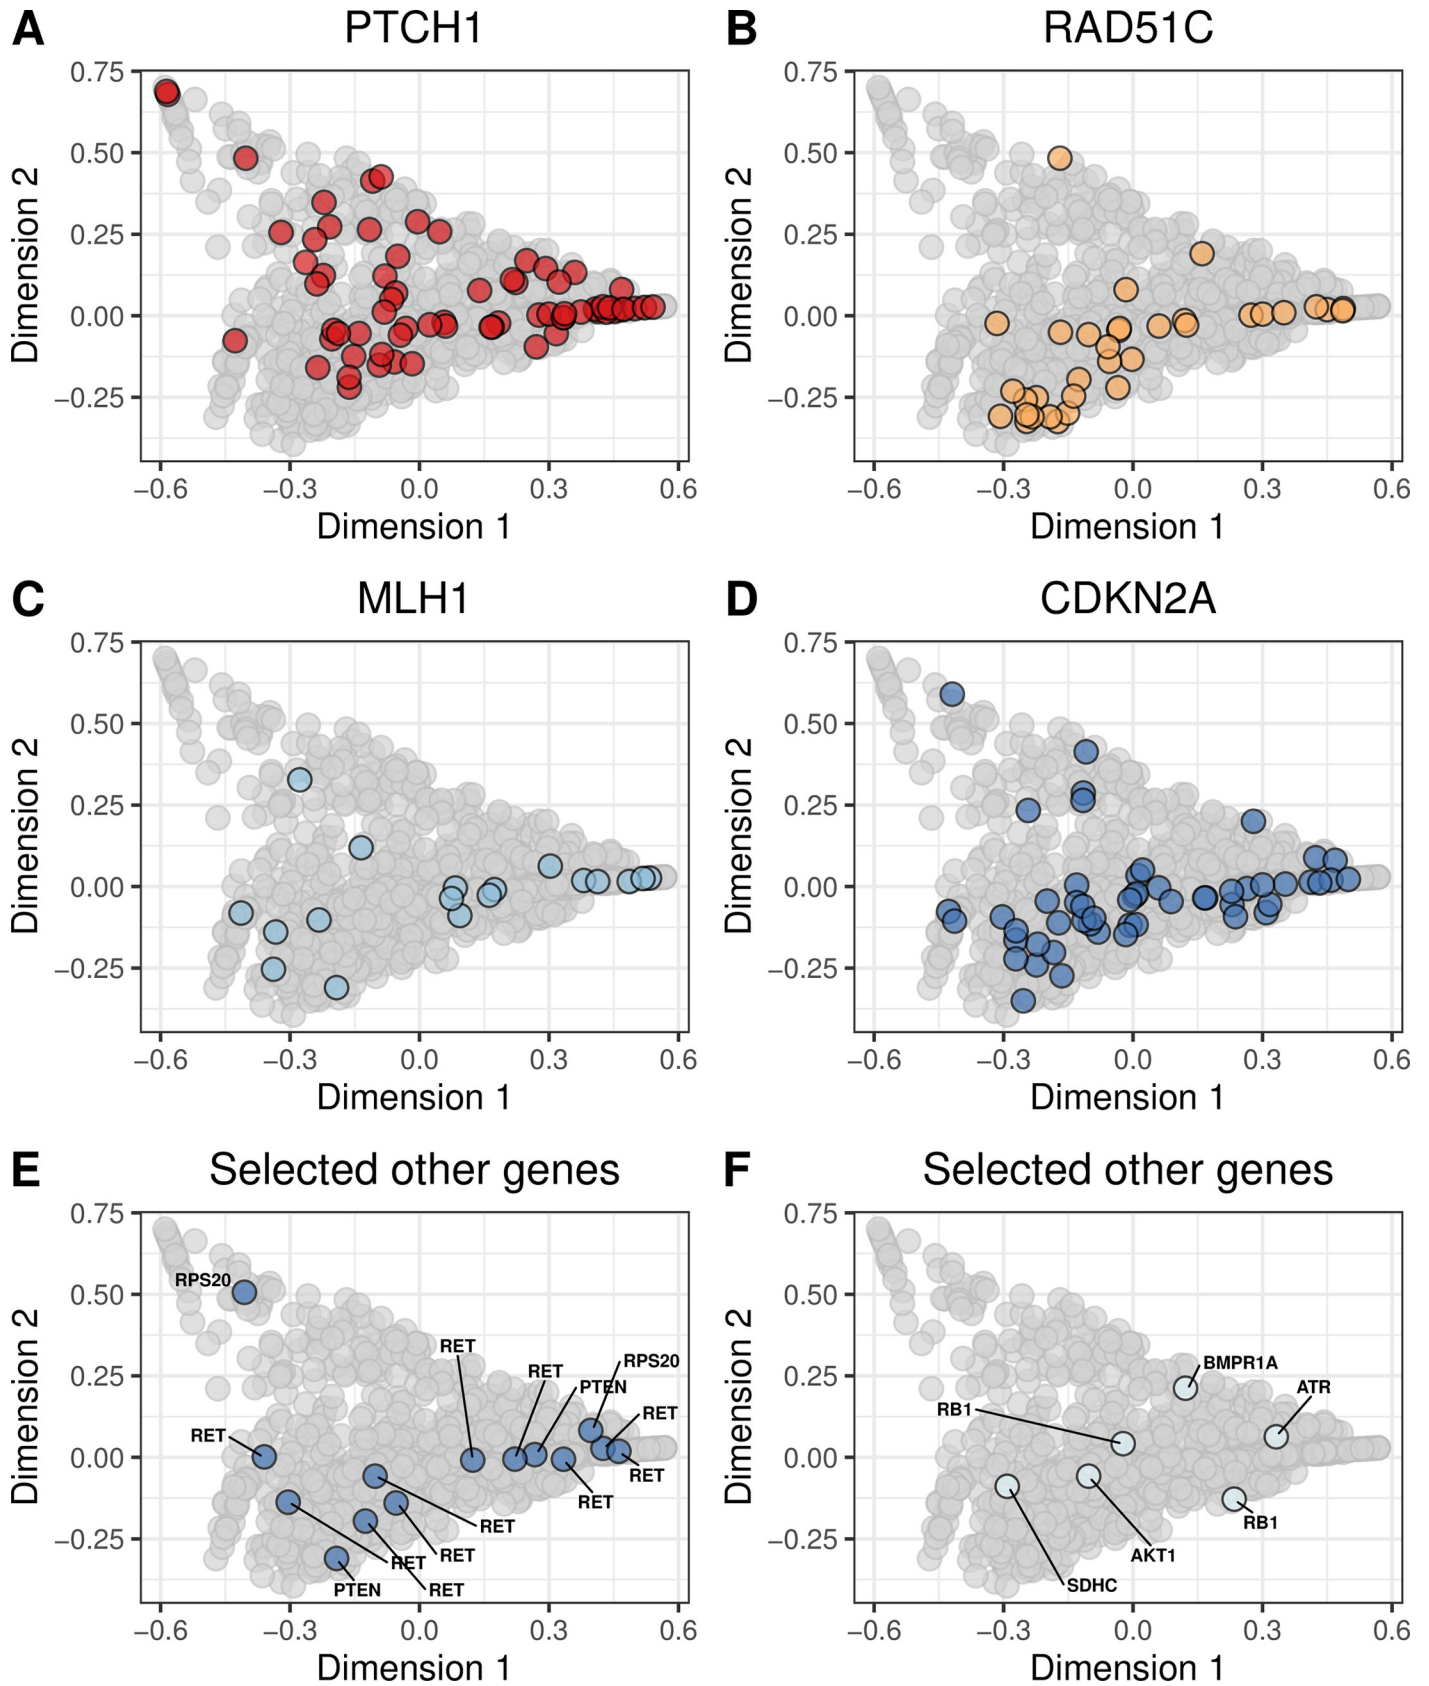 A
PTCH1
0.75
0.50
0.25
0.00
−0.25
−0.6
−0.3
0.0
0.3
0.6
Dimension 1
Dimension 2
B
RAD51C
0.75
0.50
0.25
0.00
−0.25
−0.6
−0.3
0.0
0.3
0.6
Dimension 1
Dimension 2
C
MLH1
0.75
0.50
0.25
0.00
−0.25
−0.6
−0.3
0.0
0.3
0.6
Dimension 1
Dimension 2
D
CDKN2A
0.75
0.50
0.25
0.00
−0.25
−0.6
−0.3
0.0
0.3
0.6
Dimension 1
Dimension 2
E
Selected other genes
0.75
0.50
0.25
0.00
−0.25
RPS20
RET
RET
RPS20
PTEN
RET
RET
RET
RET
RET
RET
RET
PTEN
RET
−0.6
−0.3
0.0
0.3
0.6
Dimension 1
Dimension 2
F
Selected other genes
0.75
0.50
0.25
0.00
−0.25
BMPR1A
ATR
RB1
RB1
AKT1
SDHC
−0.6
−0.3
0.0
0.3
0.6
Dimension 1
Dimension 2